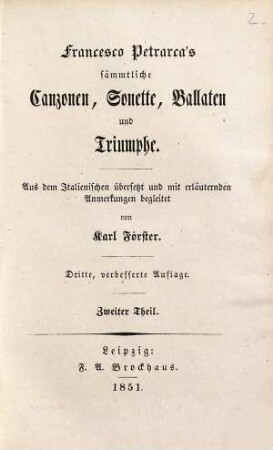 2.
Francesco Petrarca's
sämmtliche
Canzonen, Sonette, Ballaten
und
Triumphe.
Aus dem Italienischen übersetzt und mit erläuternden
Anmerkungen begleitet
von
Karl Förster.
Dritte, verbesserte Auflage.
Zweiter Theil.
Leipzig:
F. A. Brockhaus.
1851.